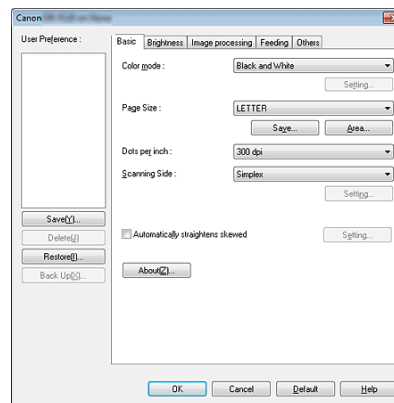 Canon
User Preference :
Basic Brightness Image processing Feeding Others
Color mode : Black and White
Setting...
Page Size : LETTER
Save... Area...
Dots per inch : 300 dpi
Scanning Side : Simplex
Setting...
Save(Y)...
Delete(J)
Automatically straightens skewed Setting...
Restore(I)...
Back Up(X)...
About(Z)...
OK Cancel Default Help